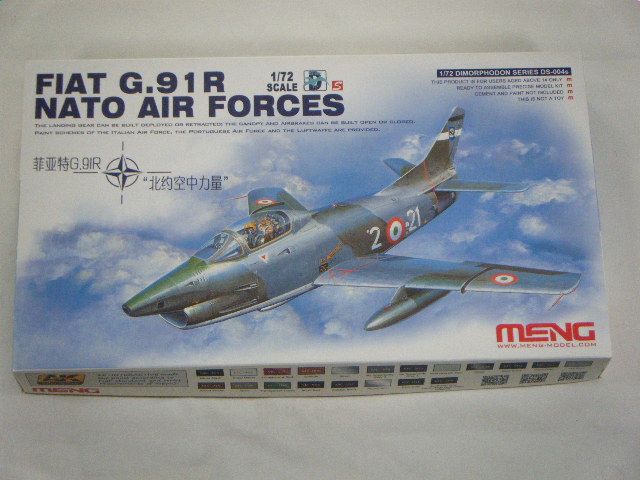 FIAT G.91R
NATO AIR FORCES
1/72
SCALE
D
S
1/72 DIMORPHODON SERIES DS-004s
THIS PRODUCT IS FOR USERS AGED ABOVE 14 ONLY
READY TO ASSEMBLE PRECISE MODEL KIT
CEMENT AND PAINT NOT INCLUDED
THIS IS NOT A TOY
THE LANDING GEAR CAN BE BUILT DEPLOYED OR RETRACTED; THE CANOPY AND AIRBRAKES CAN BE BUILT OPEN OR CLOSED.
PAINT SCHEMES OF THE ITALIAN AIR FORCE, THE PORTUGUESE AIR FORCE AND THE LUFTWAFFE ARE PROVIDED.
菲亚特G.91R
“北约空中力量”
2 21
MENG
WWW.MENG-MODEL.COM
MENG
AK